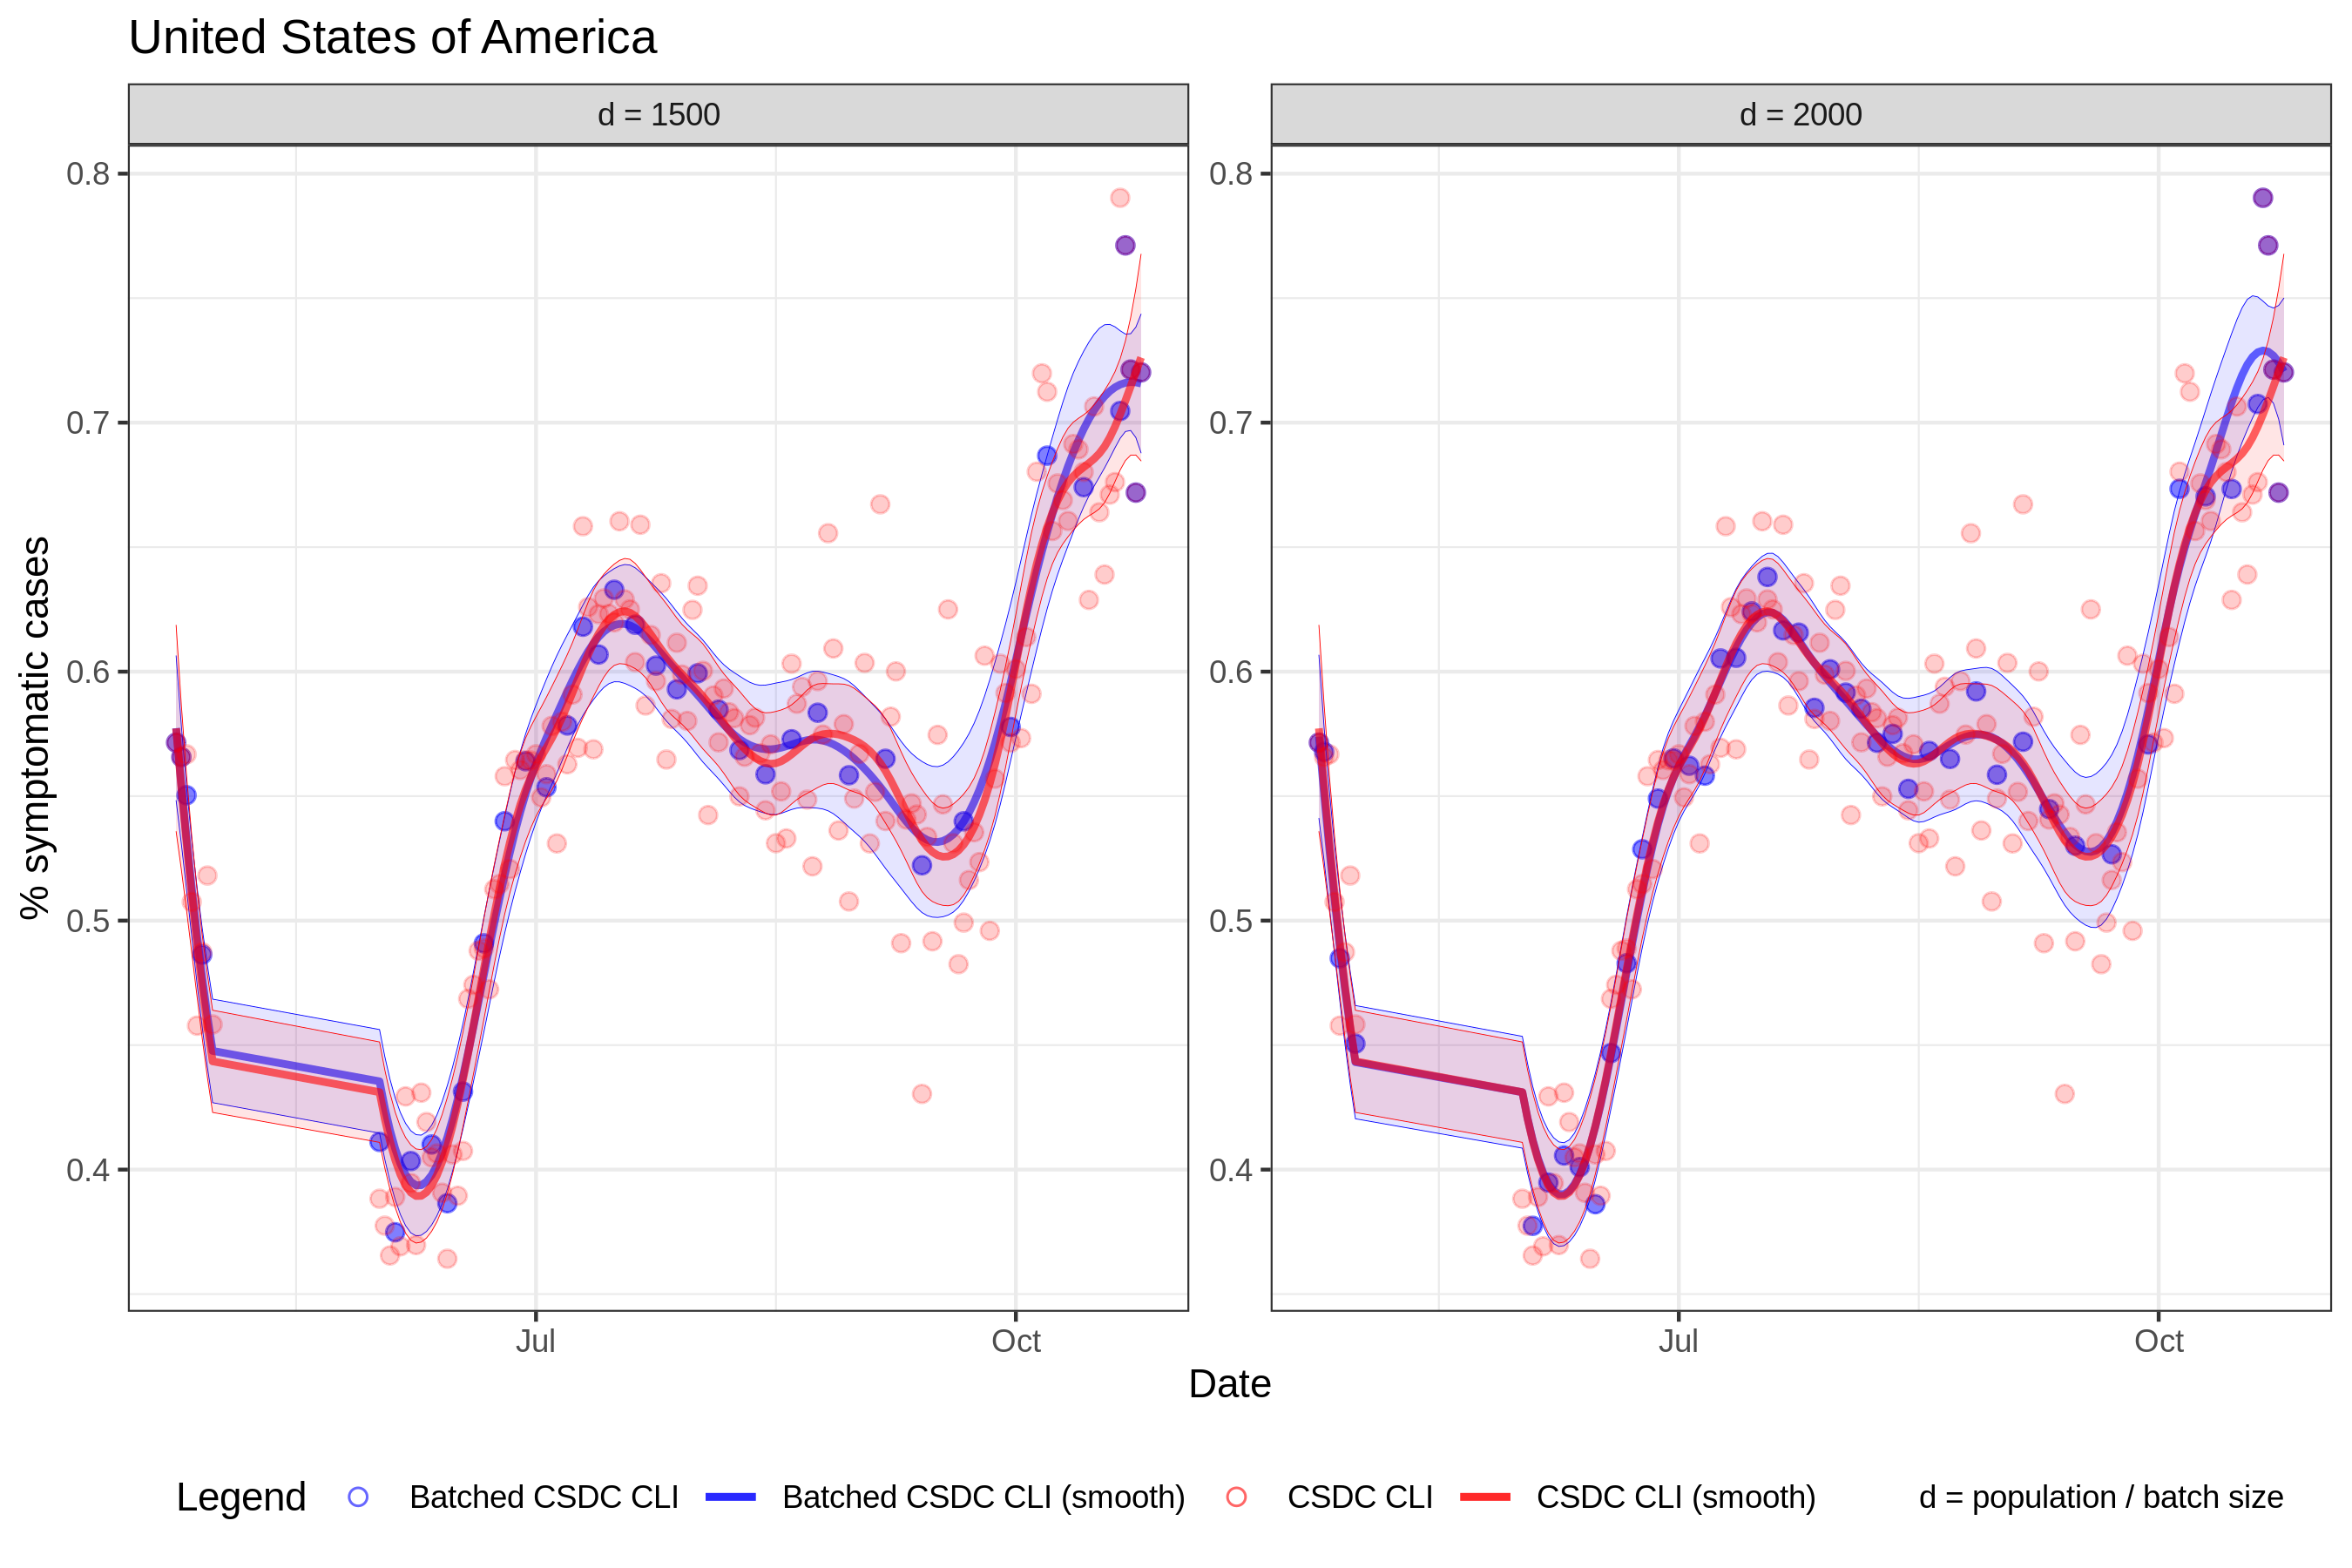 United States of America
d = 1500
d = 2000
% symptomatic cases
0.8
0.7
0.6
0.5
0.4
0.8
0.7
0.6
0.5
0.4
Jul
Oct
Jul
Oct
Date
Legend Batched CSDC CLI Batched CSDC CLI (smooth) CSDC CLI CSDC CLI (smooth) d = population / batch size